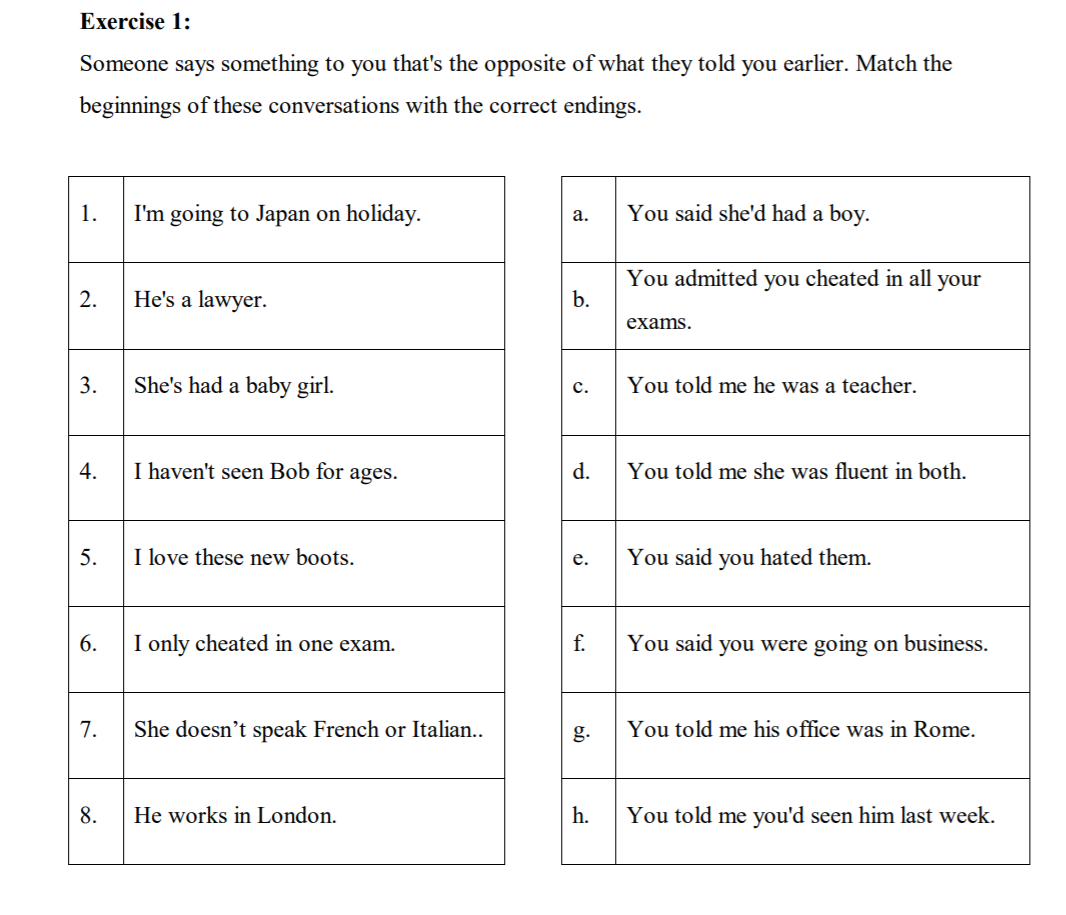 Exercise 1:
Someone says something to you that's the opposite of what they told you earlier. Match the
beginnings of these conversations with the correct endings.
1. I'm going to Japan on holiday.
2. He's a lawyer.
3. She's had a baby girl.
4. I haven't seen Bob for ages.
5. I love these new boots.
6. I only cheated in one exam.
7. She doesn’t speak French or Italian..
8. He works in London.
a. You said she'd had a boy.
b. You admitted you cheated in all your
exams.
c. You told me he was a teacher.
d. You told me she was fluent in both.
e. You said you hated them.
f. You said you were going on business.
g. You told me his office was in Rome.
h. You told me you'd seen him last week.